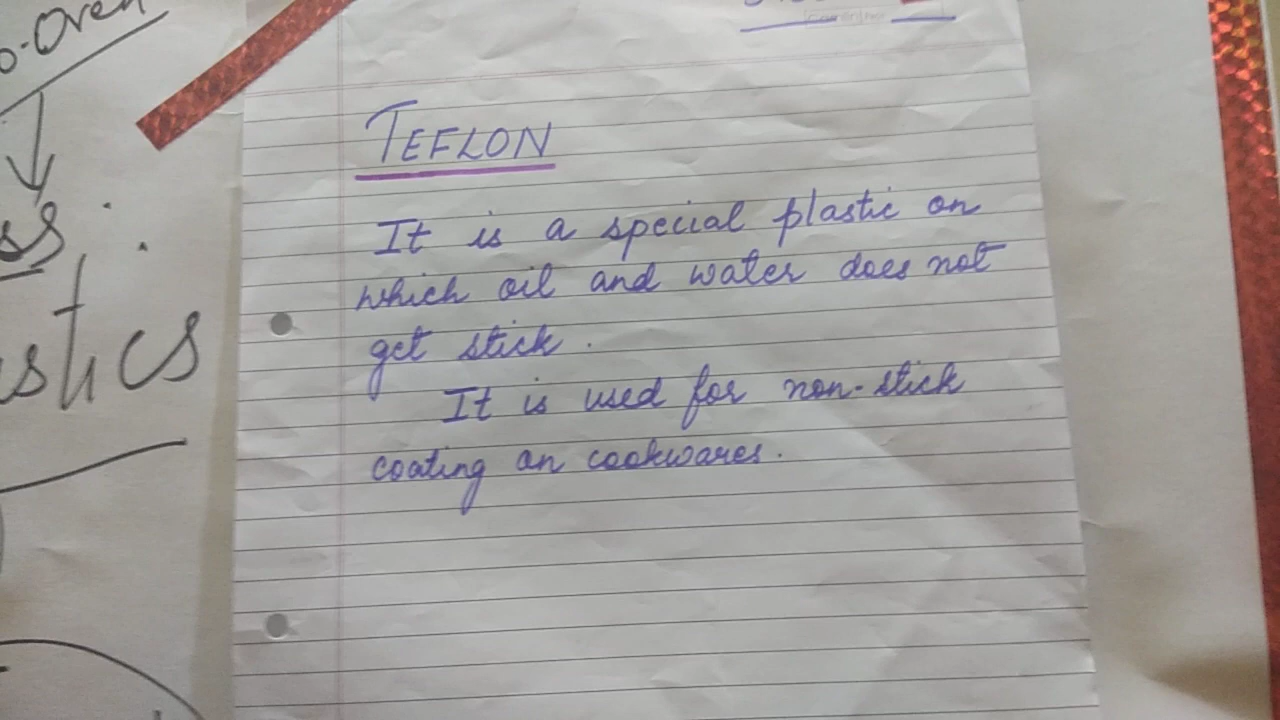 TEFLON
It is a special plastic on
which oil and water does not
get stick.
It is used for non-stick
coating on cookwares.